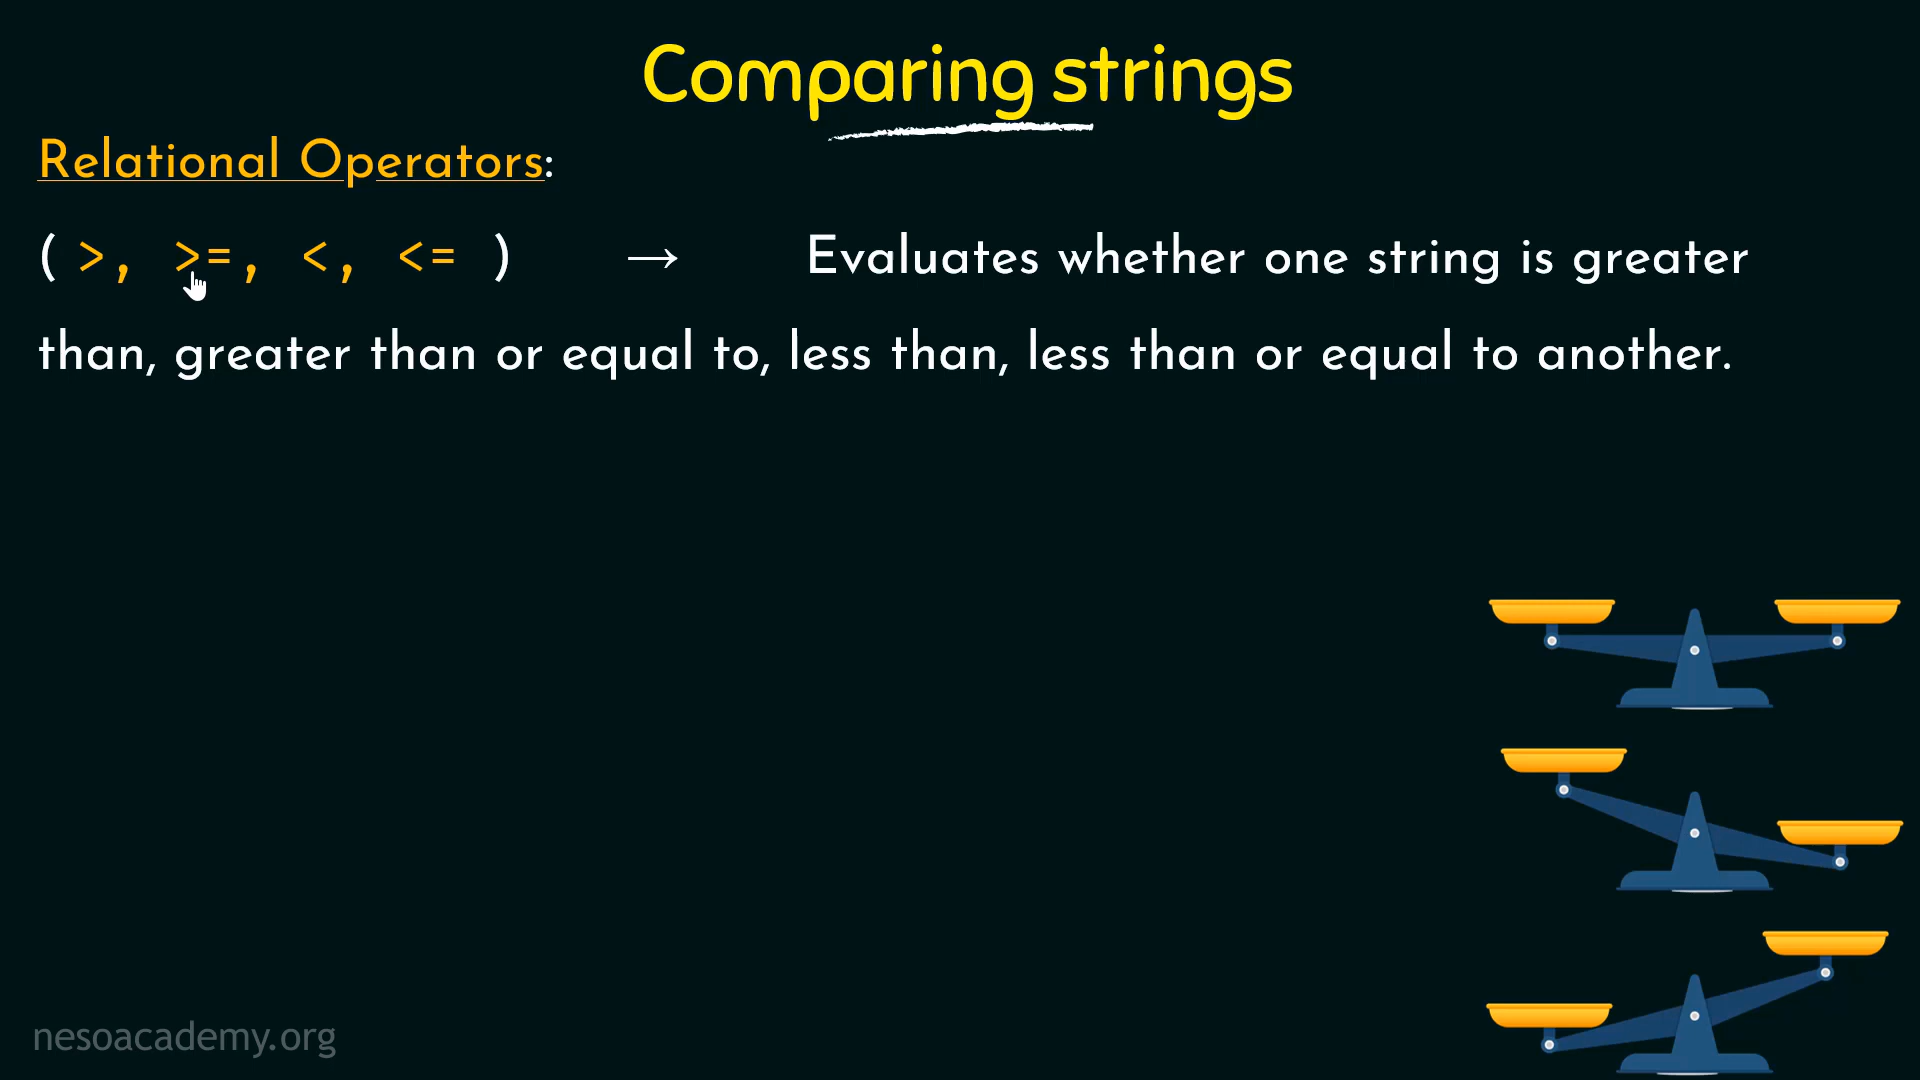 Comparing strings
Relational Operators:
( >, >=, <, <= ) → Evaluates whether one string is greater
than, greater than or equal to, less than, less than or equal to another.
nesoacademy.org